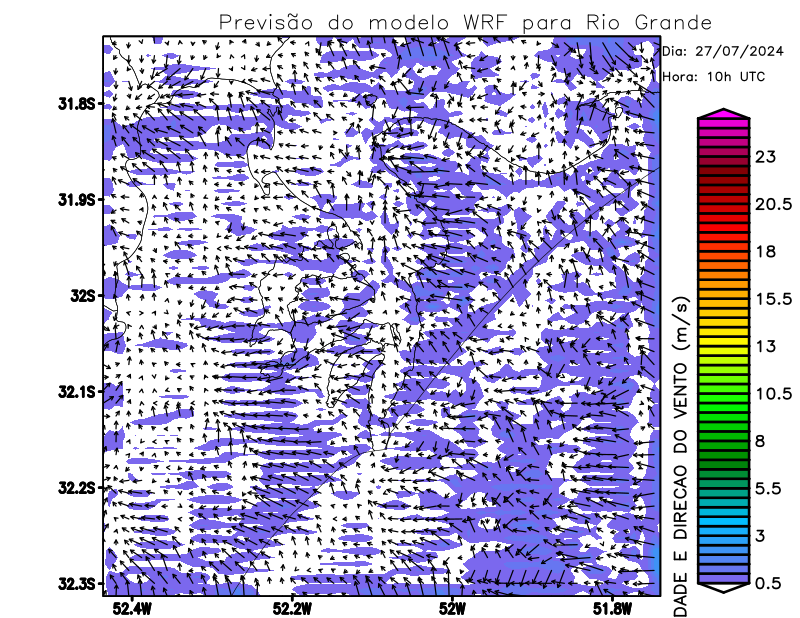 Previsão do modelo WRF para Rio Grande
Dia: 27/07/2024
Hora: 10h UTC
31.8S
31.9S
32S
32.1S
32.2S
32.3S
52.4W
52.2W
52W
51.8W
DADE E DIRECAO DO VENTO (m/s)
23
20.5
18
15.5
13
10.5
8
5.5
3
0.5